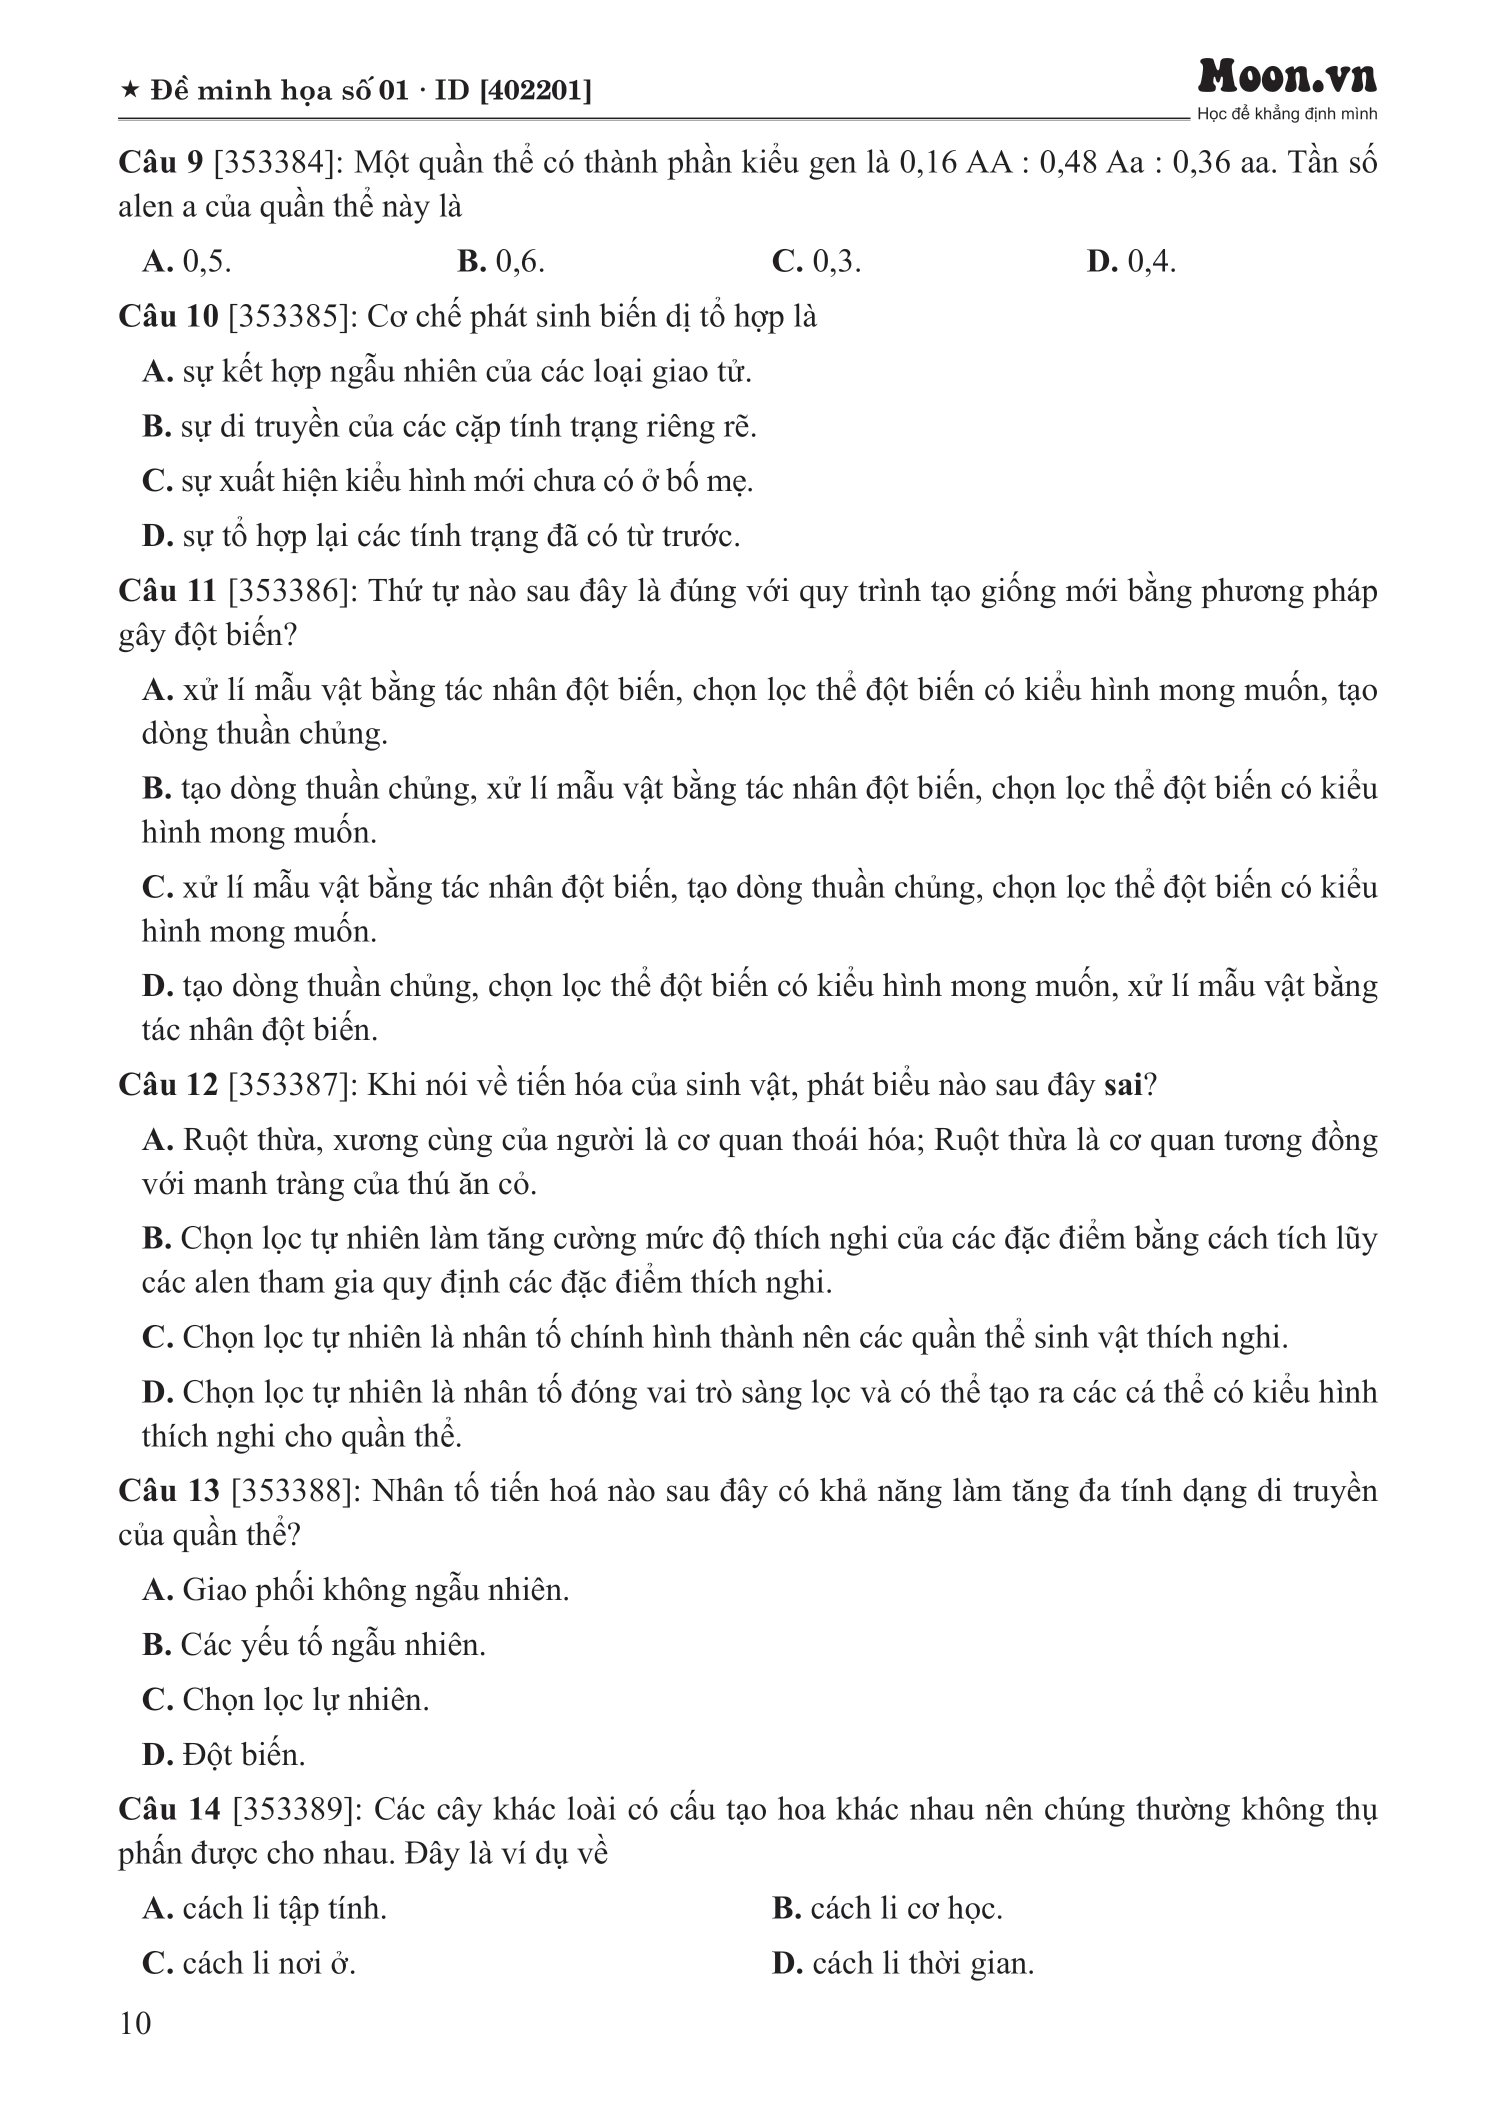 ★ Đề minh họa số 01 · ID [402201]
Moon.vn
Học để khẳng định mình
Câu 9 [353384]: Một quần thể có thành phần kiểu gen là 0,16 AA : 0,48 Aa : 0,36 aa. Tần số
alen a của quần thể này là
A. 0,5. B. 0,6. C. 0,3. D. 0,4.
Câu 10 [353385]: Cơ chế phát sinh biến dị tổ hợp là
A. sự kết hợp ngẫu nhiên của các loại giao tử.
B. sự di truyền của các cặp tính trạng riêng rẽ.
C. sự xuất hiện kiểu hình mới chưa có ở bố mẹ.
D. sự tổ hợp lại các tính trạng đã có từ trước.
Câu 11 [353386]: Thứ tự nào sau đây là đúng với quy trình tạo giống mới bằng phương pháp
gây đột biến?
A. xử lí mẫu vật bằng tác nhân đột biến, chọn lọc thể đột biến có kiểu hình mong muốn, tạo
dòng thuần chủng.
B. tạo dòng thuần chủng, xử lí mẫu vật bằng tác nhân đột biến, chọn lọc thể đột biến có kiểu
hình mong muốn.
C. xử lí mẫu vật bằng tác nhân đột biến, tạo dòng thuần chủng, chọn lọc thể đột biến có kiểu
hình mong muốn.
D. tạo dòng thuần chủng, chọn lọc thể đột biến có kiểu hình mong muốn, xử lí mẫu vật bằng
tác nhân đột biến.
Câu 12 [353387]: Khi nói về tiến hóa của sinh vật, phát biểu nào sau đây sai?
A. Ruột thừa, xương cùng của người là cơ quan thoái hóa; Ruột thừa là cơ quan tương đồng
với manh tràng của thú ăn cỏ.
B. Chọn lọc tự nhiên làm tăng cường mức độ thích nghi của các đặc điểm bằng cách tích lũy
các alen tham gia quy định các đặc điểm thích nghi.
C. Chọn lọc tự nhiên là nhân tố chính hình thành nên các quần thể sinh vật thích nghi.
D. Chọn lọc tự nhiên là nhân tố đóng vai trò sàng lọc và có thể tạo ra các cá thể có kiểu hình
thích nghi cho quần thể.
Câu 13 [353388]: Nhân tố tiến hoá nào sau đây có khả năng làm tăng đa tính dạng di truyền
của quần thể?
A. Giao phối không ngẫu nhiên.
B. Các yếu tố ngẫu nhiên.
C. Chọn lọc lự nhiên.
D. Đột biến.
Câu 14 [353389]: Các cây khác loài có cấu tạo hoa khác nhau nên chúng thường không thụ
phấn được cho nhau. Đây là ví dụ về
A. cách li tập tính. B. cách li cơ học.
C. cách li nơi ở. D. cách li thời gian.
10